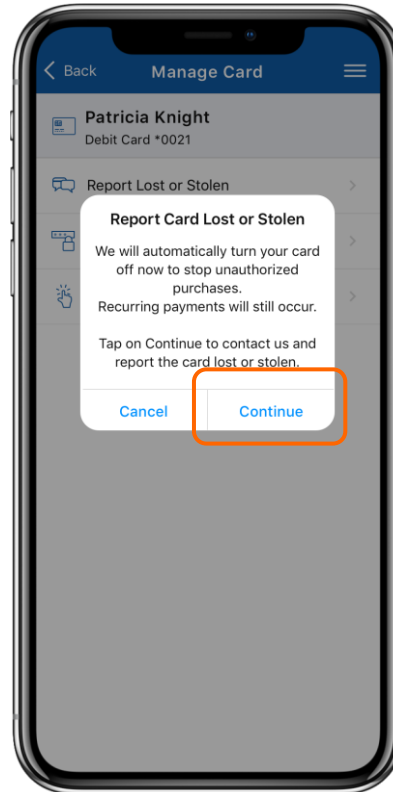 Back
Manage Card
Patricia Knight
Debit Card *0021
Report Lost or Stolen
Report Card Lost or Stolen
We will automatically turn your card
off now to stop unauthorized
purchases.
Recurring payments will still occur.
Tap on Continue to contact us and
report the card lost or stolen.
Cancel
Continue